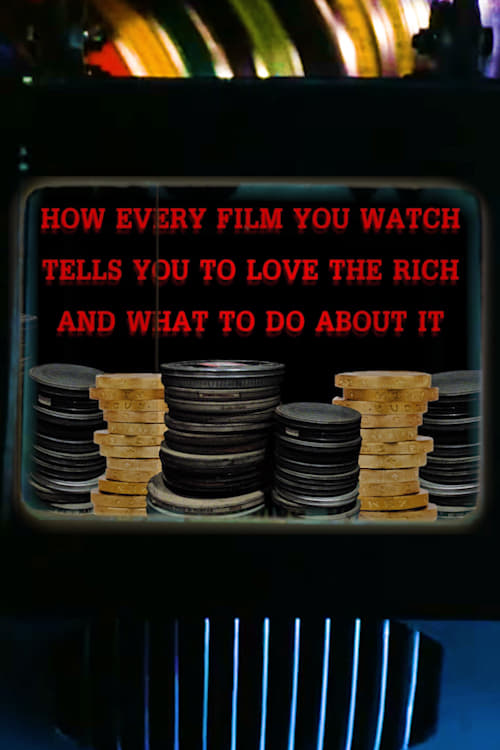 HOW EVERY FILM YOU WATCH
TELLS YOU TO LOVE THE RICH
AND WHAT TO DO ABOUT IT